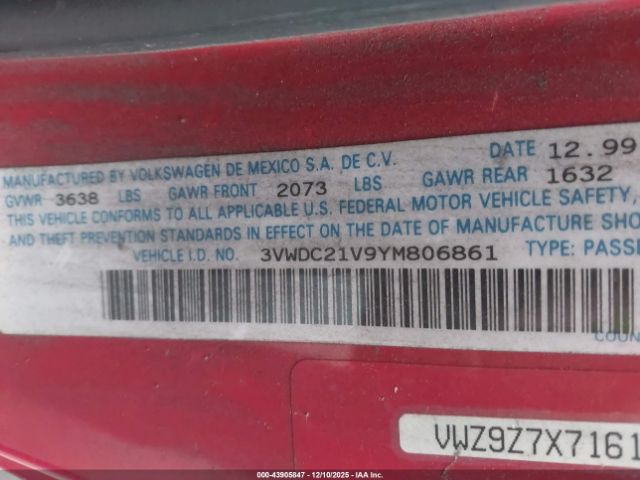 DATE 12.99
MANUFACTURED BY VOLKSWAGEN DE MEXICO S.A. DE C.V.
GVWR 3638 LBS GAWR FRONT 2073 LBS GAWR REAR 1632
THIS VEHICLE CONFORMS TO ALL APPLICABLE U.S. FEDERAL MOTOR VEHICLE SAFETY,
AND THEFT PREVENTION STANDARDS IN EFFECT ON THE DATE OF MANUFACTURE SHO
VEHICLE I.D. NO. 3VWDC21V9YM806861 TYPE: PASSE
COUN
VWZ9Z7X7161
© 43905847 - 12/10/2025 - IAA Inc.